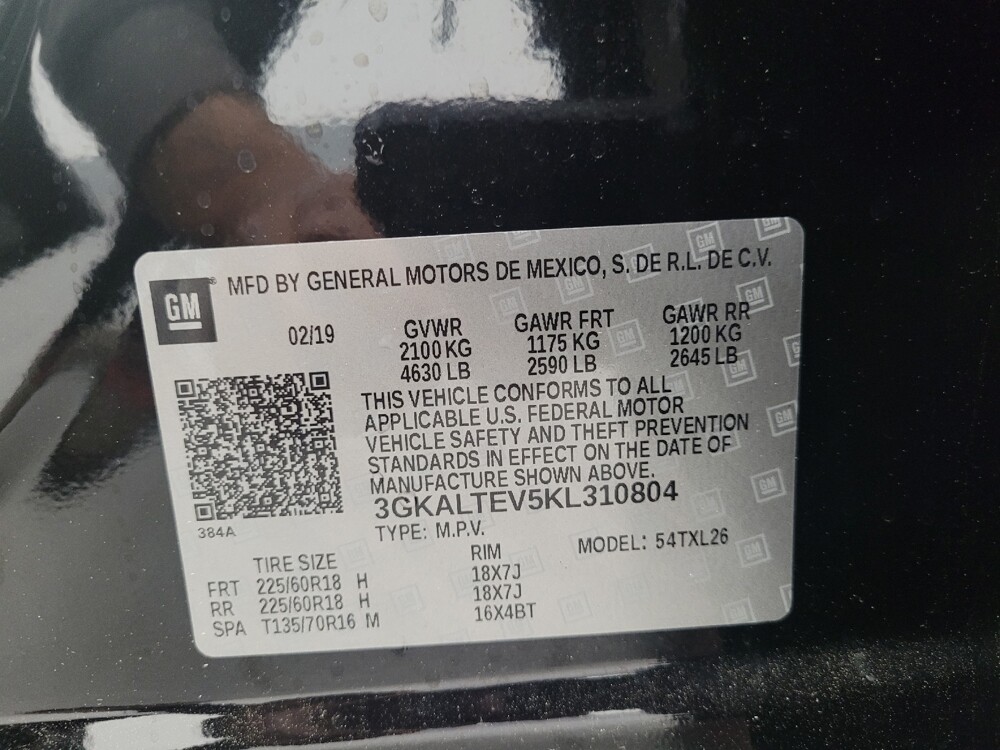 GM MFD BY GENERAL MOTORS DE MEXICO, S. DE R.L. DE C.V.
02/19 GVWR GAWR FRT GAWR RR
2100 KG 1175 KG 1200 KG
4630 LB 2590 LB 2645 LB
THIS VEHICLE CONFORMS TO ALL
APPLICABLE U.S. FEDERAL MOTOR
VEHICLE SAFETY AND THEFT PREVENTION
STANDARDS IN EFFECT ON THE DATE OF
MANUFACTURE SHOWN ABOVE.
3GKALTEV5KL310804
384A
TYPE: M.P.V. MODEL: 54TXL26
TIRE SIZE RIM
FRT 225/60R18 H 18X7J
RR 225/60R18 H 18X7J
SPA T135/70R16 M 16X4BT